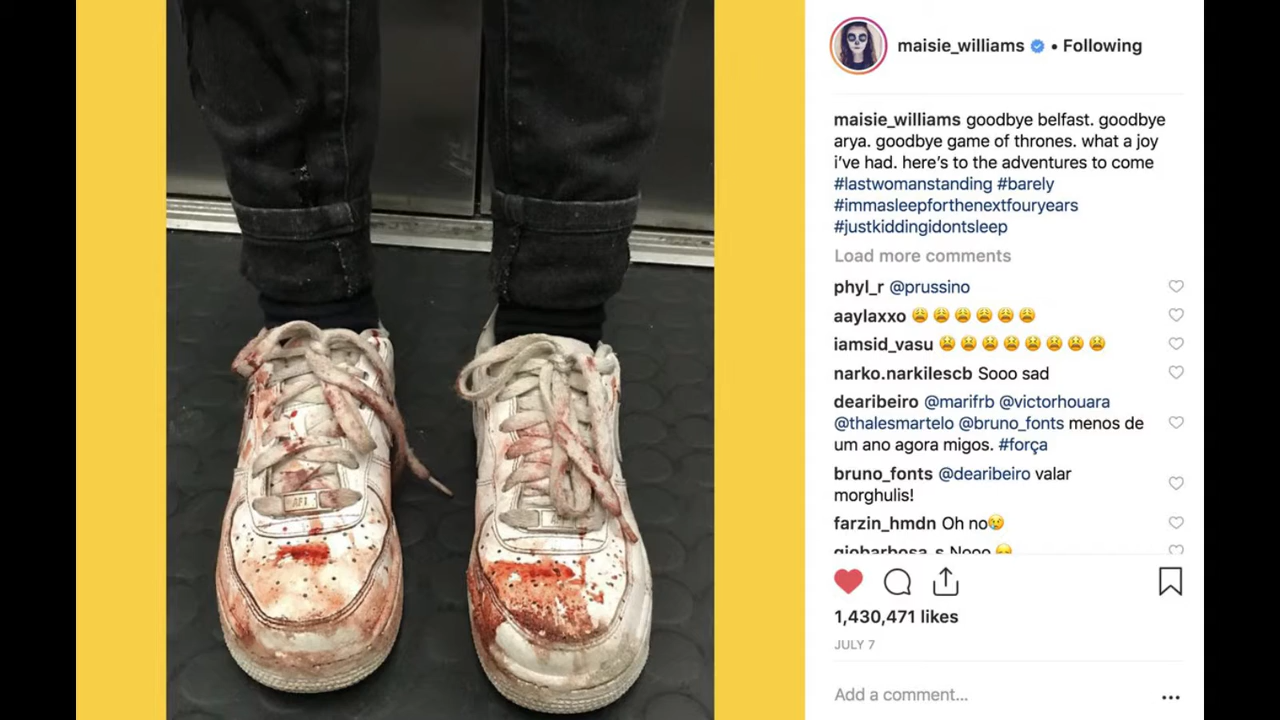 maisie_williams • Following
maisie_williams goodbye belfast. goodbye
arya. goodbye game of thrones. what a joy
i've had. here's to the adventures to come
#lastwomanstanding #barely
#immasleepforthenextfouryears
#justkiddingidontsleep
Load more comments
phyl_r @prussino
aaylaxxo 😩😩😩😩😩😩
iamsid_vasu 😫😫😫😫😫😫😫😫
narko.narkilescb Sooo sad
dearibeiro @marifrb @victorhouara
@thalesmartelo @bruno_fonts menos de
um ano agora migos. #força
bruno_fonts @dearibeiro valar
morghulis!
farzin_hmdn Oh no😢
giobarbosa_s Nooo 😞
1,430,471 likes
JULY 7
Add a comment...
AF1